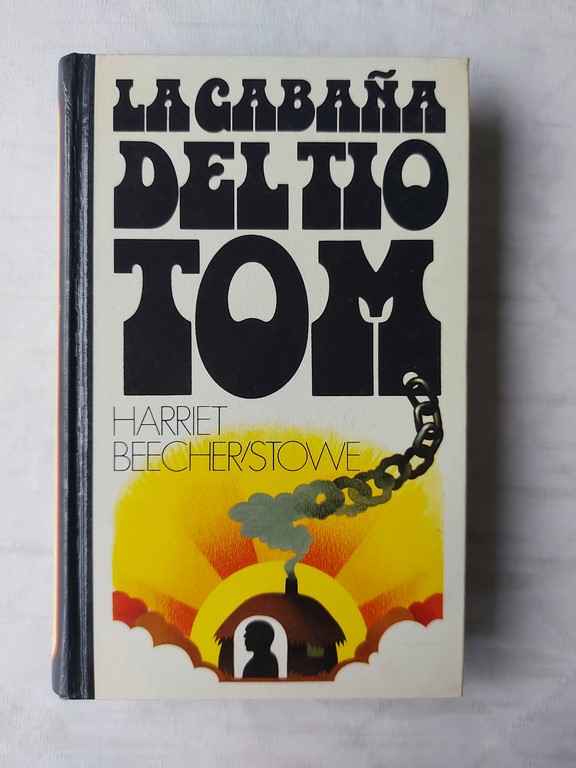 LA CABAÑA
DEL TIO
TOM
HARRIET
BEECHER/STOWE